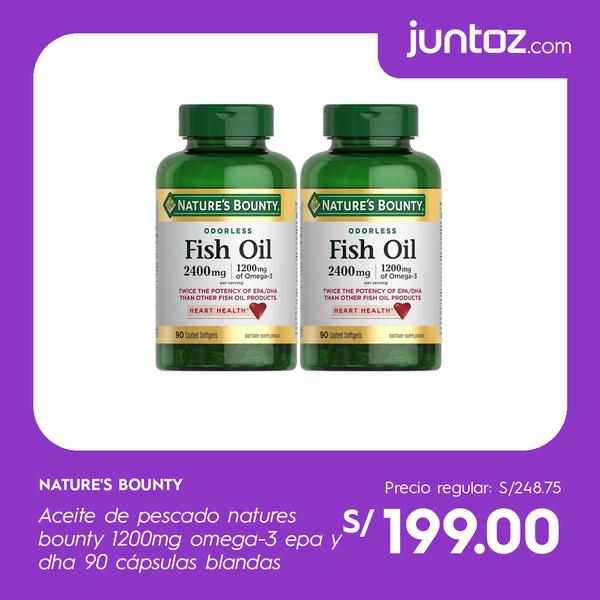 juntoz.com
NATURE'S BOUNTY
ODORLESS
Fish Oil
2400mg
1200mg
of Omega-3
per serving
TWICE THE POTENCY OF EPA/DHA
THAN OTHER FISH OIL PRODUCTS
HEART HEALTH
90 Coated Softgels
DIETARY SUPPLEMENT
NATURE'S BOUNTY
ODORLESS
Fish Oil
2400mg
1200mg
of Omega-3
per serving
TWICE THE POTENCY OF EPA/DHA
THAN OTHER FISH OIL PRODUCTS
HEART HEALTH
90 Coated Softgels
DIETARY SUPPLEMENT
NATURE'S BOUNTY
Aceite de pescado natures
bounty 1200mg omega-3 epa y
dha 90 cápsulas blandas
Precio regular: S/248.75
S/199.00